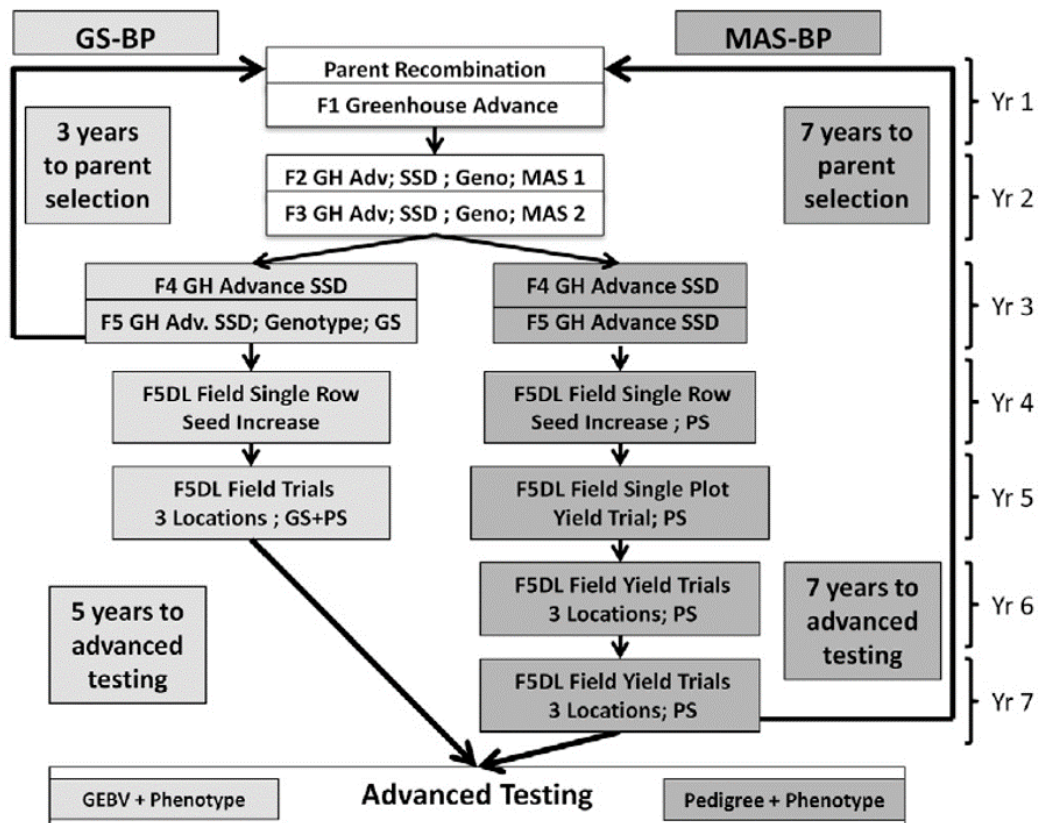 GS-BP
MAS-BP
Parent Recombination
F1 Greenhouse Advance
Yr 1
3 years
to parent
selection
7 years to
parent
selection
F2 GH Adv; SSD ; Geno; MAS 1
F3 GH Adv; SSD ; Geno; MAS 2
Yr 2
F4 GH Advance SSD
F5 GH Adv. SSD; Genotype; GS
F4 GH Advance SSD
F5 GH Advance SSD
Yr 3
F5DL Field Single Row
Seed Increase
F5DL Field Single Row
Seed Increase ; PS
Yr 4
F5DL Field Trials
3 Locations ; GS+PS
F5DL Field Single Plot
Yield Trial; PS
Yr 5
5 years to
advanced
testing
F5DL Field Yield Trials
3 Locations; PS
7 years to
advanced
testing
Yr 6
F5DL Field Yield Trials
3 Locations; PS
Yr 7
GEBV + Phenotype
Advanced Testing
Pedigree + Phenotype